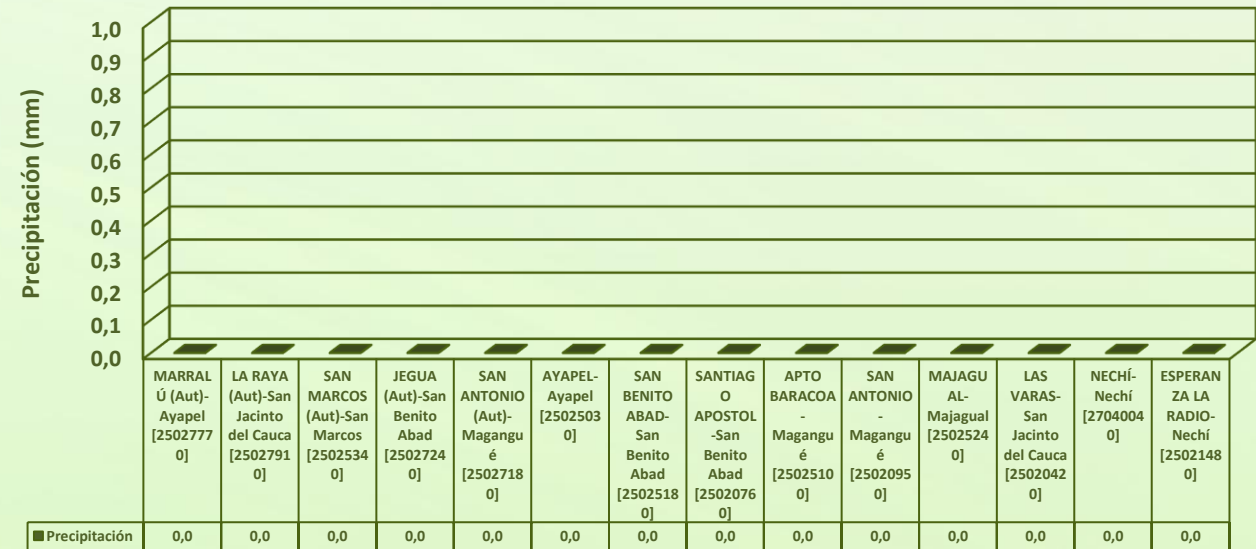 Precipitación (mm)
1,0
0,9
0,8
0,7
0,6
0,5
0,4
0,3
0,2
0,1
0,0
MARRAL
Ú (Aut)-
Ayapel
[2502777
0]
LA RAYA
(Aut)-San
Jacinto
del Cauca
[2502791
0]
SAN
MARCOS
(Aut)-San
Marcos
[2502534
0]
JEGUA
(Aut)-San
Benito
Abad
[2502724
0]
SAN
ANTONIO
(Aut)-
Magangu
é
[2502718
0]
AYAPEL-
Ayapel
[2502503
0]
SAN
BENITO
ABAD-
San
Benito
Abad
[2502518
0]
SANTIAG
O
APOSTOL
-San
Benito
Abad
[2502076
0]
APTO
BARACOA
-
Magangu
é
[2502510
0]
SAN
ANTONIO
-
Magangu
é
[2502095
0]
MAJAGU
AL-
Majagual
[2502524
0]
LAS
VARAS-
San
Jacinto
del Cauca
[2502042
0]
NECHÍ-
Nechí
[2704004
0]
ESPERAN
ZA LA
RADIO-
Nechí
[2502148
0]
Precipitación 0,0 0,0 0,0 0,0 0,0 0,0 0,0 0,0 0,0 0,0 0,0 0,0 0,0 0,0